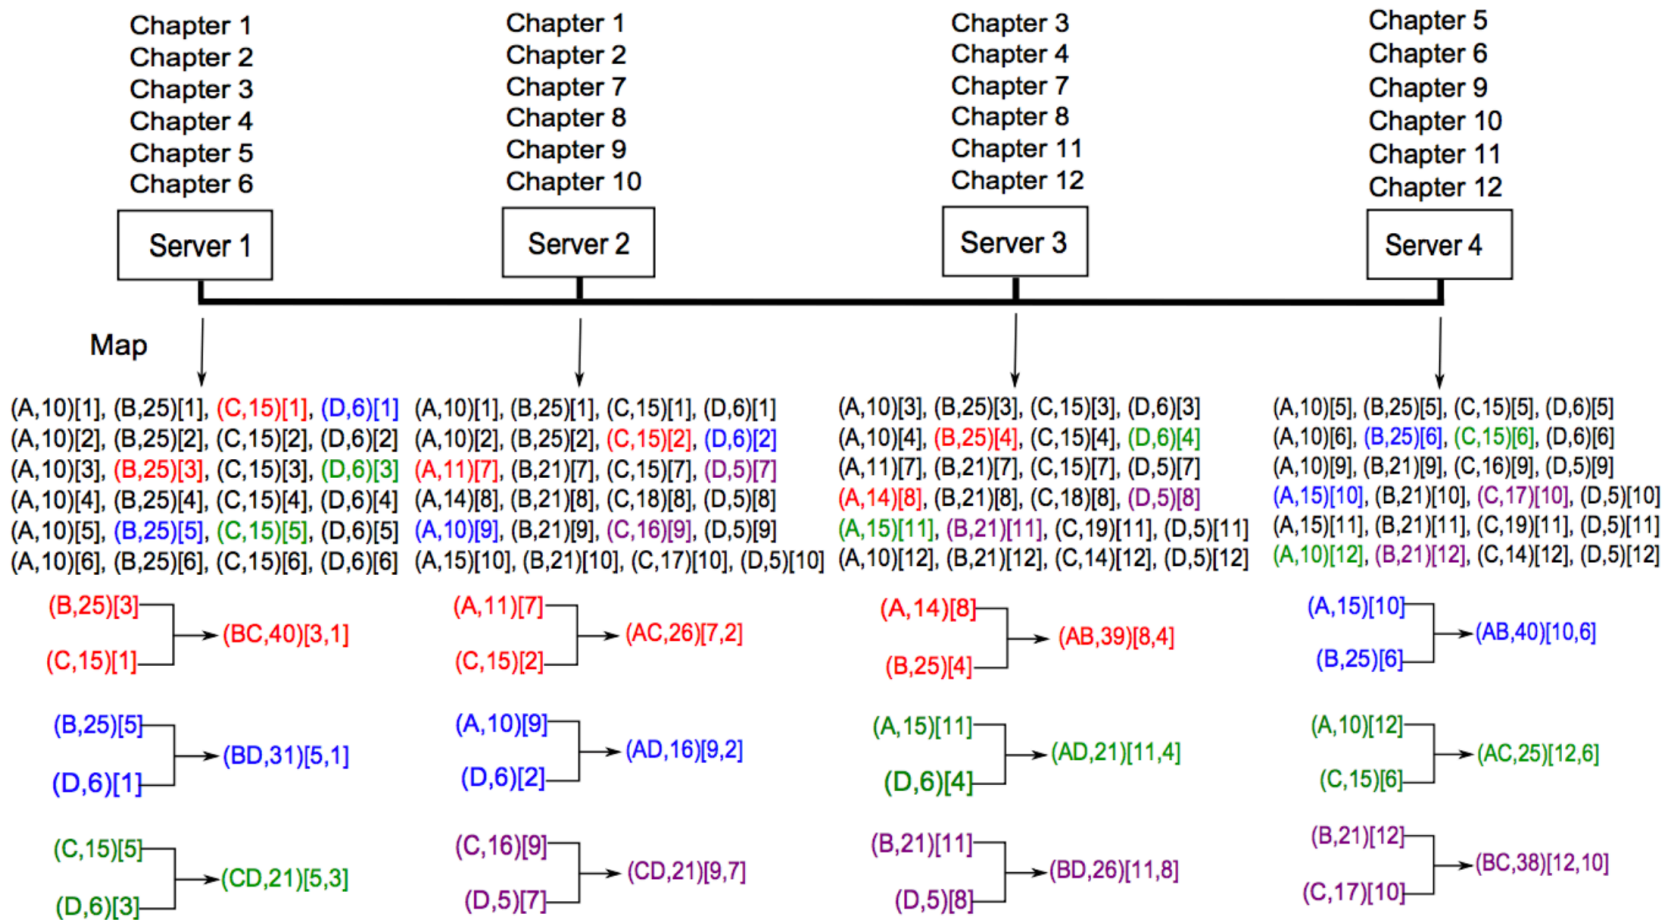 Chapter 1
Chapter 2
Chapter 3
Chapter 4
Chapter 5
Chapter 6
Server 1
Chapter 1
Chapter 2
Chapter 7
Chapter 8
Chapter 9
Chapter 10
Server 2
Chapter 3
Chapter 4
Chapter 7
Chapter 8
Chapter 11
Chapter 12
Server 3
Chapter 5
Chapter 6
Chapter 9
Chapter 10
Chapter 11
Chapter 12
Server 4
Map
(A,10)[1], (B,25)[1], (C,15)[1], (D,6)[1]
(A,10)[2], (B,25)[2], (C,15)[2], (D,6)[2]
(A,10)[3], (B,25)[3], (C,15)[3], (D,6)[3]
(A,10)[4], (B,25)[4], (C,15)[4], (D,6)[4]
(A,10)[5], (B,25)[5], (C,15)[5], (D,6)[5]
(A,10)[6], (B,25)[6], (C,15)[6], (D,6)[6]
(A,10)[1], (B,25)[1], (C,15)[1], (D,6)[1]
(A,10)[2], (B,25)[2], (C,15)[2], (D,6)[2]
(A,11)[7], (B,21)[7], (C,15)[7], (D,5)[7]
(A,14)[8], (B,21)[8], (C,18)[8], (D,5)[8]
(A,10)[9], (B,21)[9], (C,16)[9], (D,5)[9]
(A,15)[10], (B,21)[10], (C,17)[10], (D,5)[10]
(A,10)[3], (B,25)[3], (C,15)[3], (D,6)[3]
(A,10)[4], (B,25)[4], (C,15)[4], (D,6)[4]
(A,11)[7], (B,21)[7], (C,15)[7], (D,5)[7]
(A,14)[8], (B,21)[8], (C,18)[8], (D,5)[8]
(A,15)[11], (B,21)[11], (C,19)[11], (D,5)[11]
(A,10)[12], (B,21)[12], (C,14)[12], (D,5)[12]
(A,10)[5], (B,25)[5], (C,15)[5], (D,6)[5]
(A,10)[6], (B,25)[6], (C,15)[6], (D,6)[6]
(A,10)[9], (B,21)[9], (C,16)[9], (D,5)[9]
(A,15)[10], (B,21)[10], (C,17)[10], (D,5)[10]
(A,15)[11], (B,21)[11], (C,19)[11], (D,5)[11]
(A,10)[12], (B,21)[12], (C,14)[12], (D,5)[12]
(B,25)[3]
(BC,40)[3,1]
(C,15)[1]
(B,25)[5]
(BD,31)[5,1]
(D,6)[1]
(C,15)[5]
(CD,21)[5,3]
(D,6)[3]
(A,11)[7]
(AC,26)[7,2]
(C,15)[2]
(A,10)[9]
(AD,16)[9,2]
(D,6)[2]
(C,16)[9]
(CD,21)[9,7]
(D,5)[7]
(A,14)[8]
(AB,39)[8,4]
(B,25)[4]
(A,15)[11]
(AD,21)[11,4]
(D,6)[4]
(B,21)[11]
(BD,26)[11,8]
(D,5)[8]
(A,15)[10]
(AB,40)[10,6]
(B,25)[6]
(A,10)[12]
(AC,25)[12,6]
(C,15)[6]
(B,21)[12]
(BC,38)[12,10]
(C,17)[10]